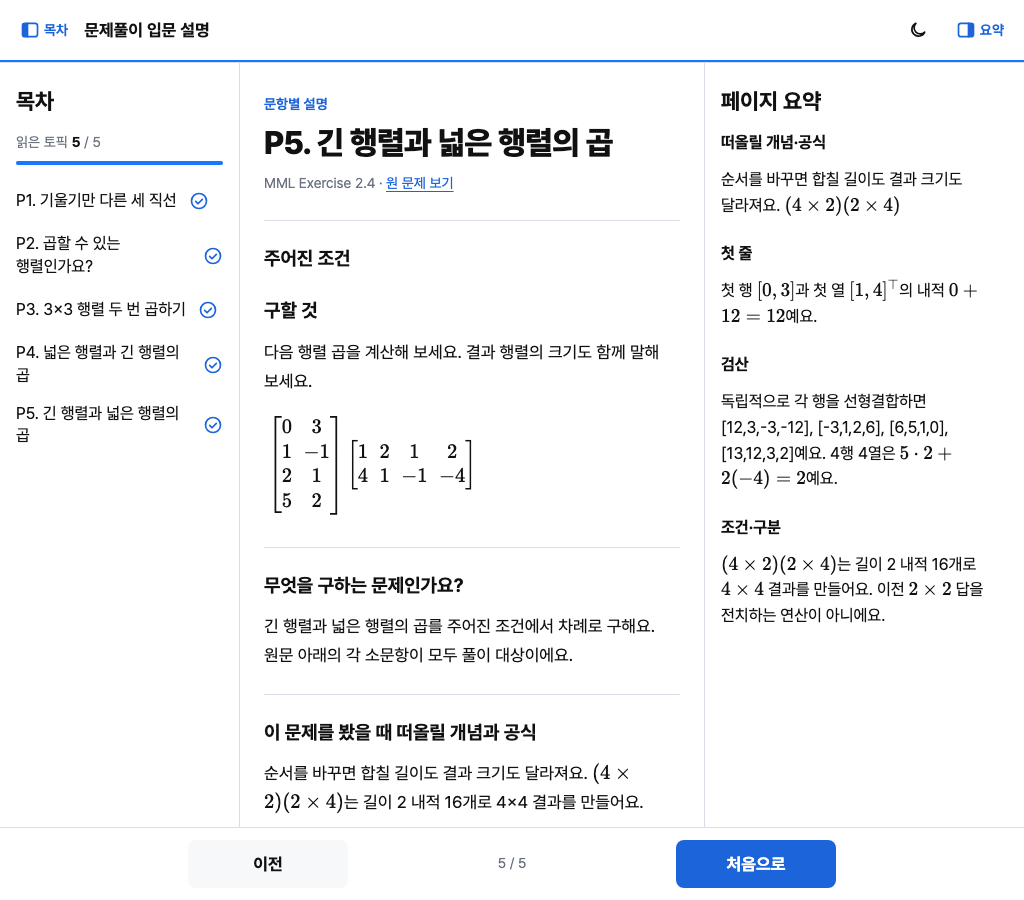 목차 문제풀이 입문 설명 요약
목차
읽은 토픽 5 / 5
P1. 기울기만 다른 세 직선
P2. 곱할 수 있는
행렬인가요?
P3. 3×3 행렬 두 번 곱하기
P4. 넓은 행렬과 긴 행렬의
곱
P5. 긴 행렬과 넓은 행렬의
곱
문항별 설명
P5. 긴 행렬과 넓은 행렬의 곱
MML Exercise 2.4 · 원 문제 보기
주어진 조건
구할 것
다음 행렬 곱을 계산해 보세요. 결과 행렬의 크기도 함께 말해
보세요.
[0 3
1 −1
2 1
5 2]
[1 2 1 2
4 1 −1 −4]
무엇을 구하는 문제인가요?
긴 행렬과 넓은 행렬의 곱를 주어진 조건에서 차례로 구해요.
원문 아래의 각 소문항이 모두 풀이 대상이에요.
이 문제를 봤을 때 떠올릴 개념과 공식
순서를 바꾸면 합칠 길이도 결과 크기도 달라져요. (4 ×
2)(2 × 4)는 길이 2 내적 16개로 4×4 결과를 만들어요.
페이지 요약
떠올릴 개념·공식
순서를 바꾸면 합칠 길이도 결과 크기도
달라져요. (4 × 2)(2 × 4)
첫 줄
첫 행 [0, 3]과 첫 열 [1, 4]⊤의 내적 0 +
12 = 12예요.
검산
독립적으로 각 행을 선형결합하면
[12,3,-3,-12], [-3,1,2,6], [6,5,1,0],
[13,12,3,2]예요. 4행 4열은 5 · 2 +
2(−4) = 2예요.
조건·구분
(4 × 2)(2 × 4)는 길이 2 내적 16개로
4 × 4 결과를 만들어요. 이전 2 × 2 답을
전치하는 연산이 아니에요.
이전 5 / 5 처음으로